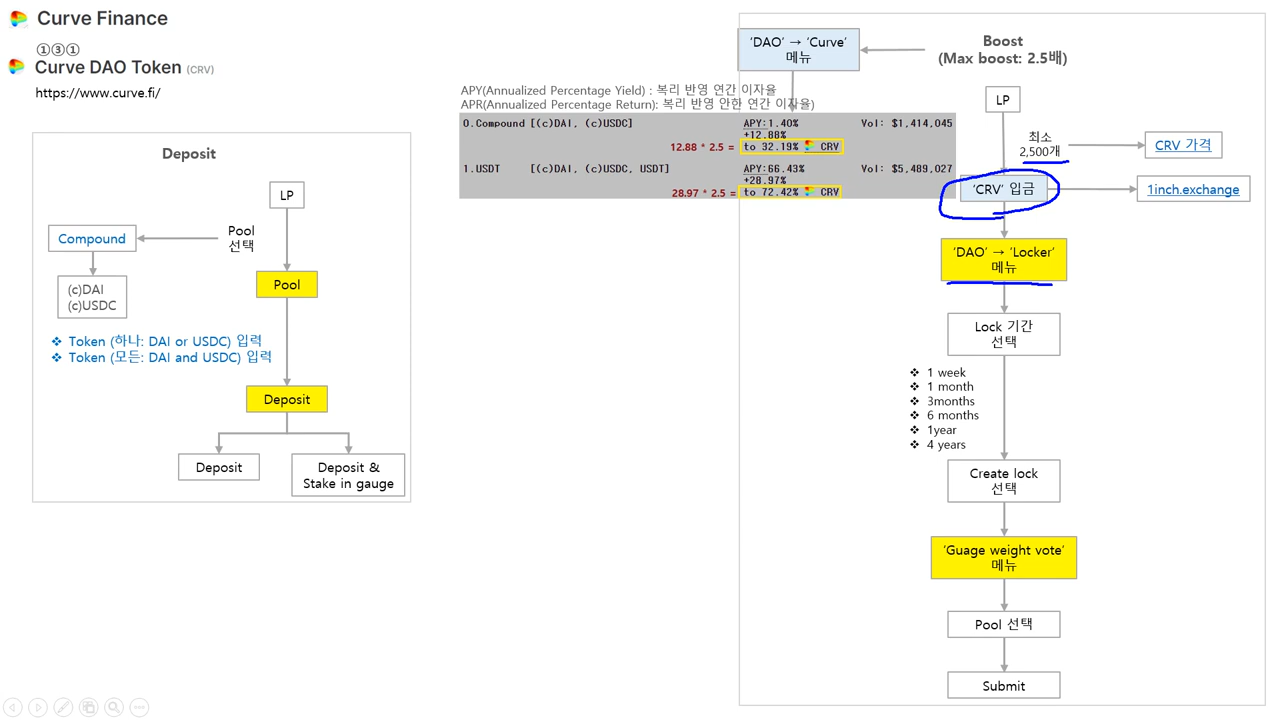 Curve Finance
①③①
Curve DAO Token (CRV)
https://www.curve.fi/
Deposit
LP
Pool
선택
Compound
(c)DAI
(c)USDC
Pool
❖ Token (하나: DAI or USDC) 입력
❖ Token (모든: DAI and USDC) 입력
Deposit
Deposit
Deposit &
Stake in gauge
APY(Annualized Percentage Yield) : 복리 반영 연간 이자율
APR(Annualized Percentage Return): 복리 반영 안한 연간 이자율)
0.Compound [(c)DAI, (c)USDC] APY:1.40% Vol: $1,414,045
+12.88%
12.88 * 2.5 = to 32.19% CRV
1.USDT [(c)DAI, (c)USDC, USDT] APY:66.43% Vol: $5,489,027
+28.97%
28.97 * 2.5 = to 72.42% CRV
‘DAO’ → ‘Curve’
메뉴
Boost
(Max boost: 2.5배)
LP
최소
2,500개
CRV 가격
‘CRV’ 입금
1inch.exchange
‘DAO’ → ‘Locker’
메뉴
Lock 기간
선택
❖ 1 week
❖ 1 month
❖ 3months
❖ 6 months
❖ 1year
❖ 4 years
Create lock
선택
‘Guage weight vote’
메뉴
Pool 선택
Submit